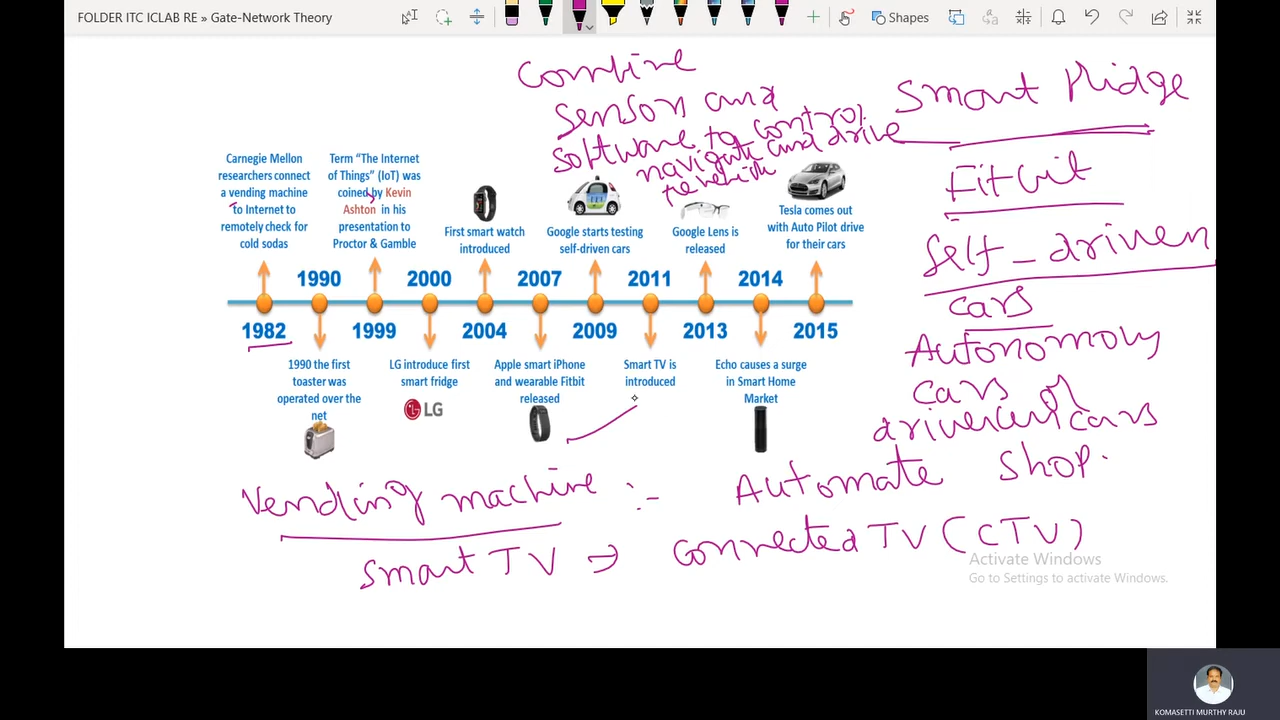 FOLDER ITC ICLAB RE » Gate-Network Theory
Shapes
Combine
Sensors and
Software to control
navigate and drive
Smart Fridge
FitBit
Self-driven
cars
Autonomous
cars or
driverless cars
Carnegie Mellon
researchers connect
a vending machine
to Internet to
remotely check for
cold sodas
Term “The Internet
of Things” (IoT) was
coined by Kevin
Ashton in his
presentation to
Proctor & Gamble
First smart watch
introduced
Google starts testing
self-driven cars
Google Lens is
released
Tesla comes out
with Auto Pilot drive
for their cars
1990
2000
2007
2011
2014
1982
1999
2004
2009
2013
2015
1990 the first
toaster was
operated over the
net
LG introduce first
smart fridge
LG
Apple smart iPhone
and wearable Fitbit
released
Smart TV is
introduced
Echo causes a surge
in Smart Home
Market
Vending machine :- Automate Shop.
Smart TV → Connected TV (CTV)
Activate Windows
Go to Settings to activate Windows.
KOMASETTI MURTHY RAJU